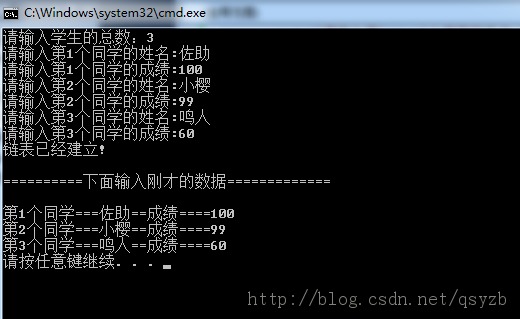 C:\Windows\system32\cmd.exe
请输入学生的总数：3
请输入第1个同学的姓名:佐助
请输入第1个同学的成绩:100
请输入第2个同学的姓名:小樱
请输入第2个同学的成绩:99
请输入第3个同学的姓名:鸣人
请输入第3个同学的成绩:60
链表已经建立!
==========下面输入刚才的数据=============
第1个同学===佐助==成绩====100
第2个同学===小樱==成绩====99
第3个同学===鸣人==成绩====60
请按任意键继续. . .
http://blog.csdn.net/qsyzb